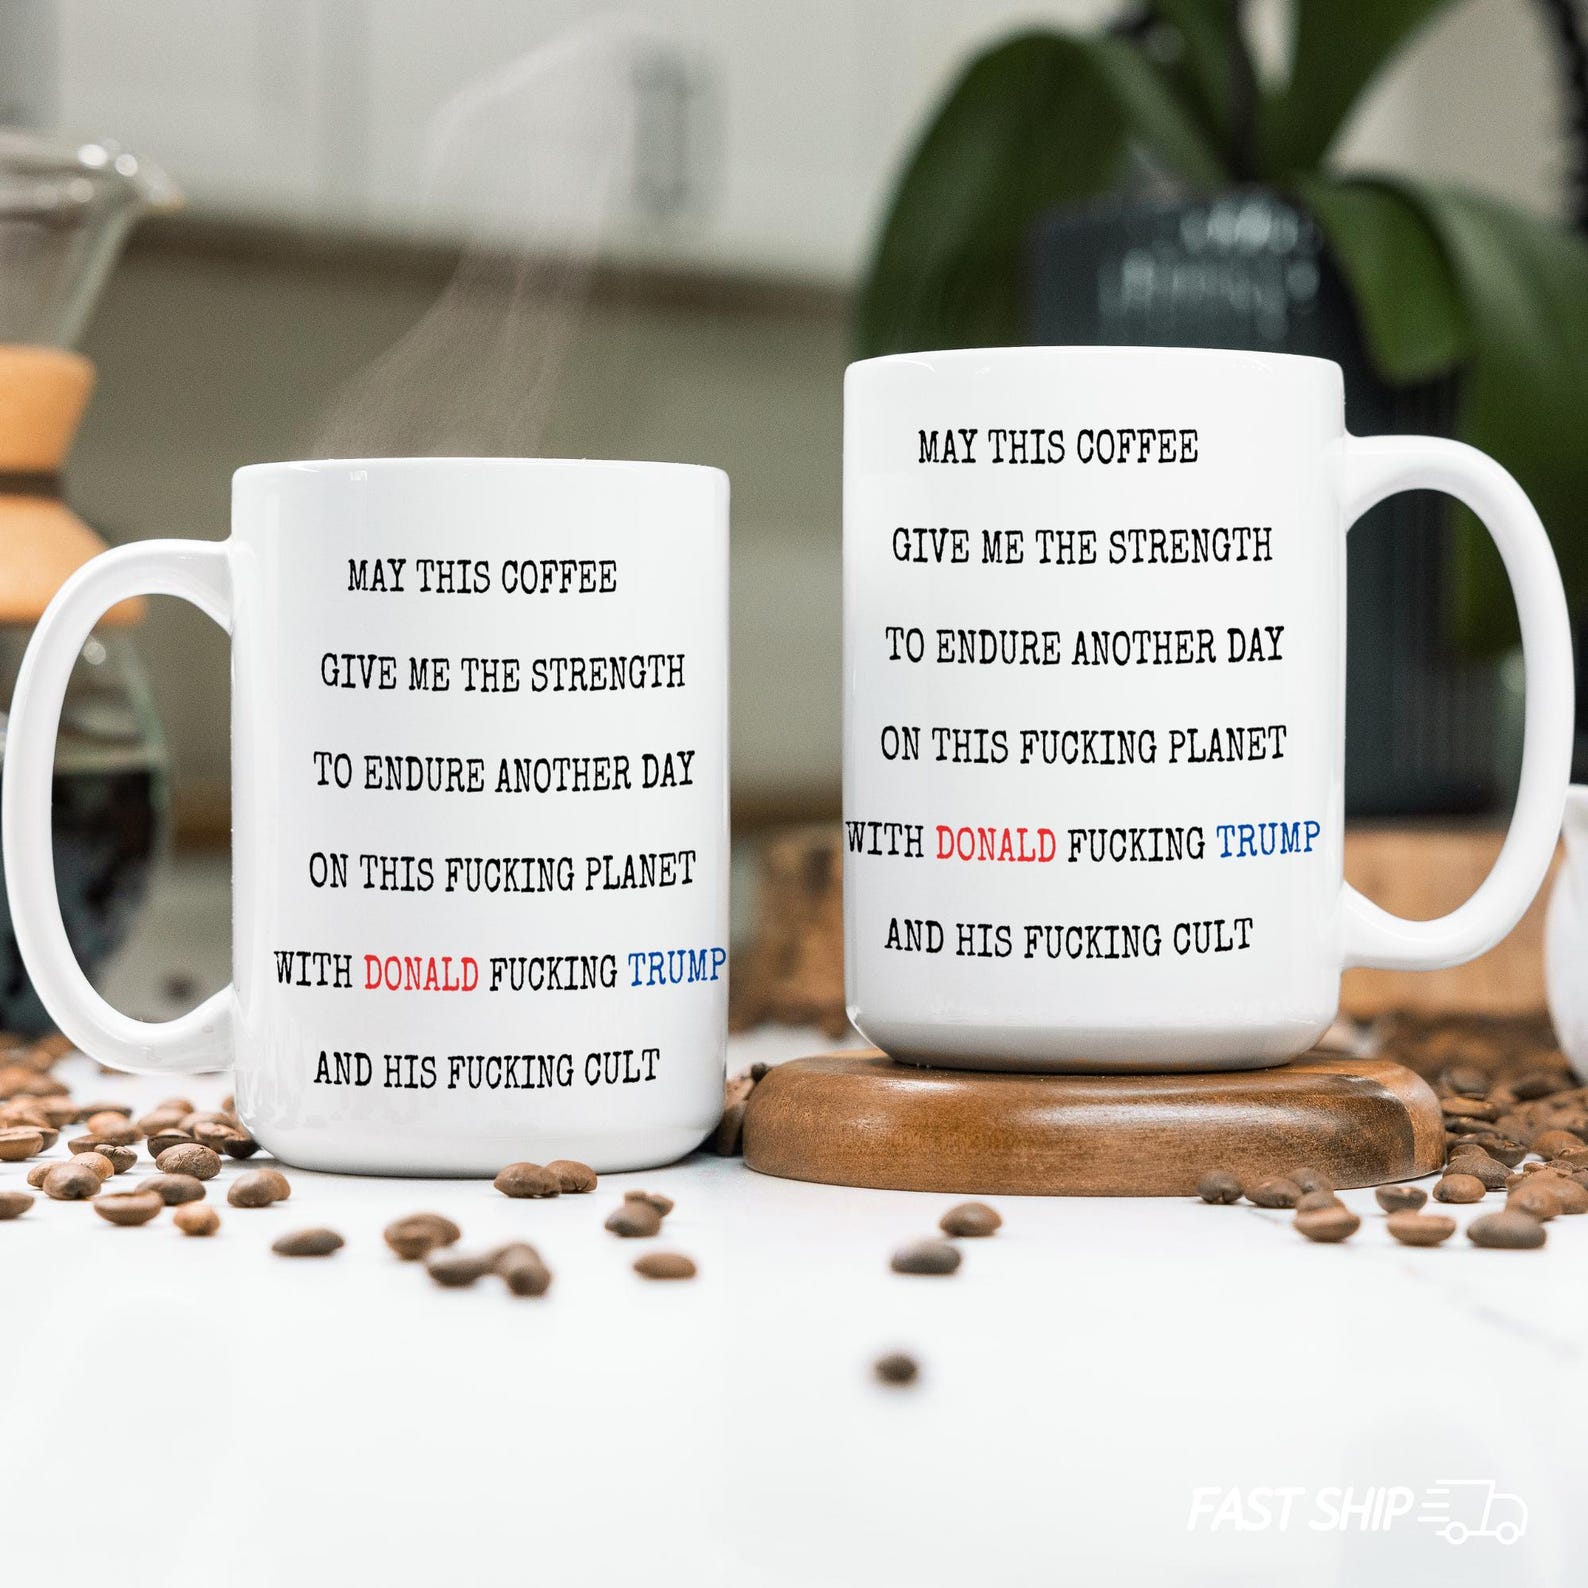 MAY THIS COFFEE
GIVE ME THE STRENGTH
TO ENDURE ANOTHER DAY
ON THIS FUCKING PLANET
WITH DONALD FUCKING TRUMP
AND HIS FUCKING CULT
MAY THIS COFFEE
GIVE ME THE STRENGTH
TO ENDURE ANOTHER DAY
ON THIS FUCKING PLANET
WITH DONALD FUCKING TRUMP
AND HIS FUCKING CULT
FAST SHIP